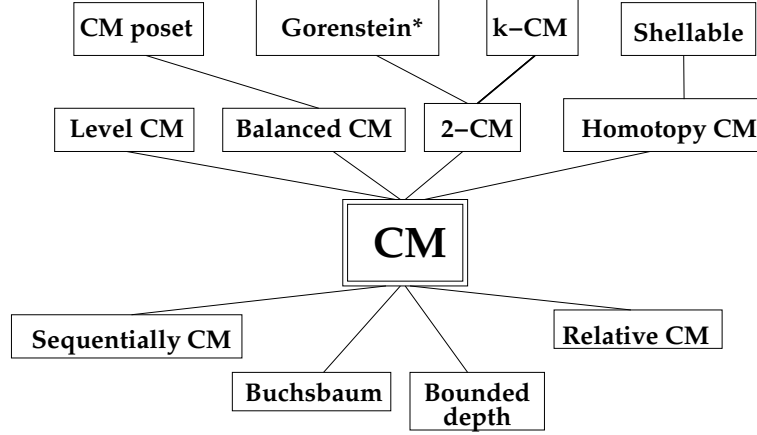 CM poset
Gorenstein*
k−CM
Shellable
Level CM
Balanced CM
2−CM
Homotopy CM
CM
Sequentially CM
Relative CM
Buchsbaum
Bounded
depth